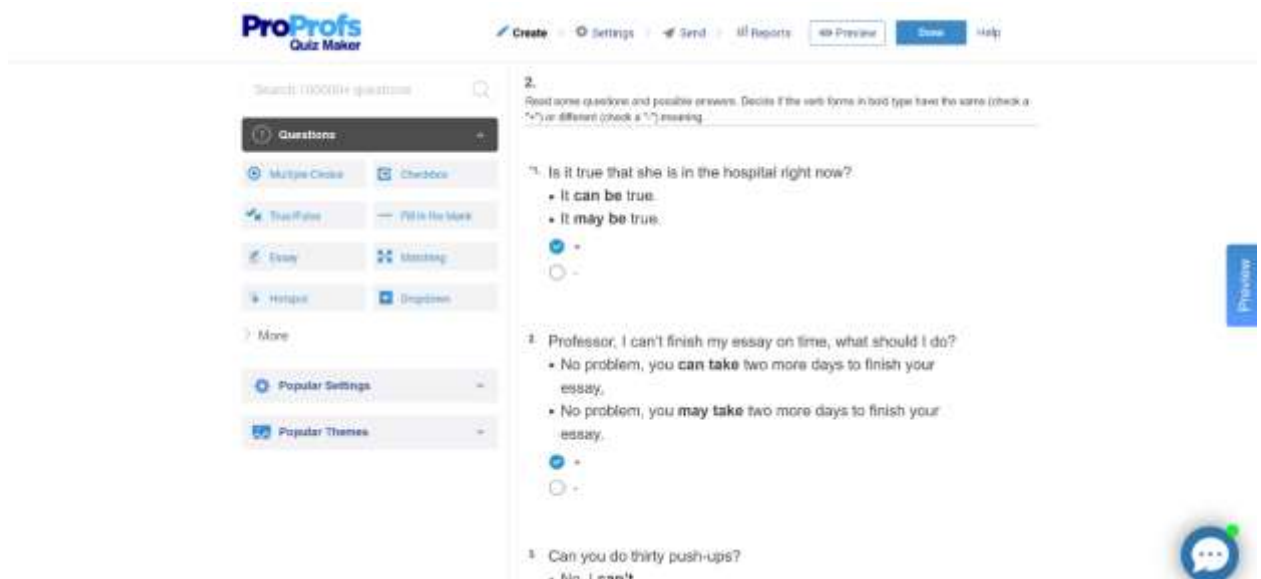 ProProfs
Quiz Maker
Create
Settings
Send
Reports
Preview
Done
Help
Search 100000+ questions
Questions
Multiple Choice
Checkbox
True/False
Fill in the blank
Essay
Matching
Hotspot
Dropdown
More
Popular Settings
Popular Themes
2.
Read some questions and possible answers. Decide if the verb forms in bold type have the same (check a
"+") or different (check a "-") meaning.
1. Is it true that she is in the hospital right now?
• It can be true.
• It may be true.
+
-
2. Professor, I can't finish my essay on time, what should I do?
• No problem, you can take two more days to finish your
essay.
• No problem, you may take two more days to finish your
essay.
+
-
3. Can you do thirty push-ups?
• No, I can't
Preview